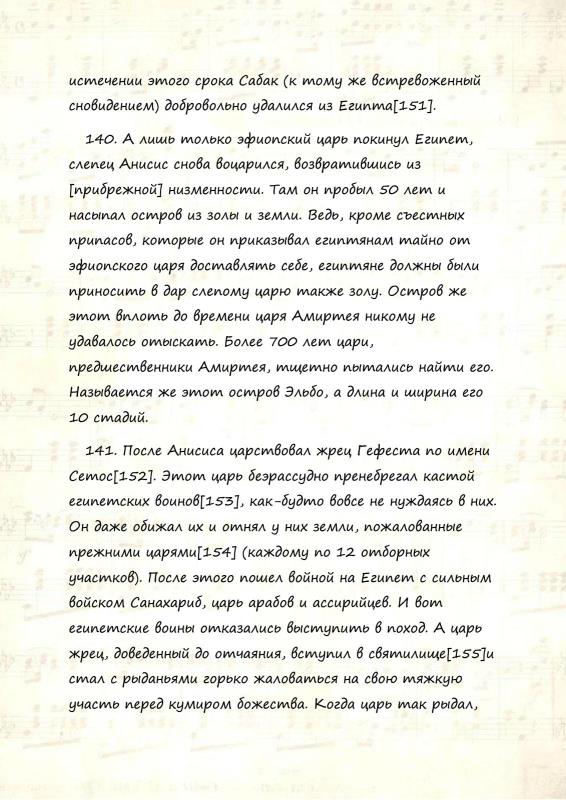 истечении этого срока Сабак (к тому же встревоженный
сновидением) добровольно удалился из Египта[151].
140. А лишь только эфиопский царь покинул Египет,
слепец Анисис снова воцарился, возвратившись из
[прибрежной] низменности. Там он пробыл 50 лет и
насыпал остров из золы и земли. Ведь, кроме съестных
припасов, которые он приказывал египтянам тайно от
эфиопского царя доставлять себе, египтяне должны были
приносить в дар слепому царю также золу. Остров же
этот вплоть до времени царя Амиртея никому не
удавалось отыскать. Более 700 лет цари,
предшественники Амиртея, тщетно пытались найти его.
Называется же этот остров Эльбо, а длина и ширина его
10 стадий.
141. После Анисиса царствовал жрец Гефеста по имени
Сетос[152]. Этот царь безрассудно пренебрегал кастой
египетских воинов[153], как-будто вовсе не нуждаясь в них.
Он даже обижал их и отнял у них земли, пожалованные
прежними царями[154] (каждому по 12 отборных
участков). После этого пошел войной на Египет с сильным
войском Санахариб, царь арабов и ассирийцев. И вот
египетские воины отказались выступить в поход. А царь
жрец, доведенный до отчаяния, вступил в святилище[155]и
стал с рыданьями горько жаловаться на свою тяжкую
участь перед кумиром божества. Когда царь так рыдал,